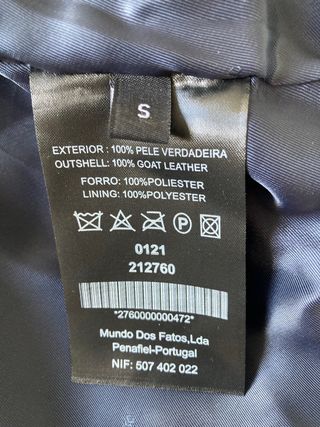 S
EXTERIOR : 100% PELE VERDADEIRA
OUTSHELL: 100% GOAT LEATHER
FORRO: 100%POLIESTER
LINING: 100%POLYESTER
P
0121
212760
*2760000000472*
Mundo Dos Fatos,Lda
Penafiel-Portugal
NIF: 507 402 022